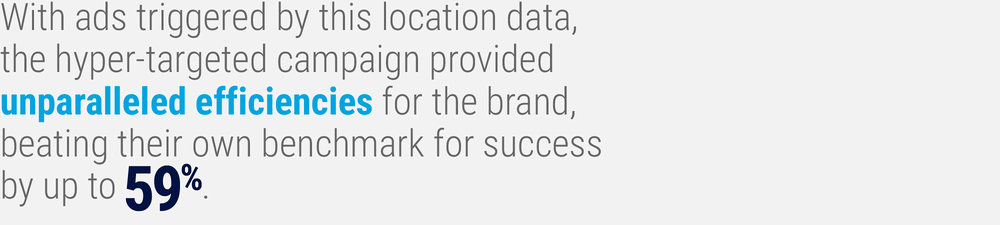 With ads triggered by this location data,
the hyper-targeted campaign provided
unparalleled efficiencies for the brand,
beating their own benchmark for success
by up to 59%.